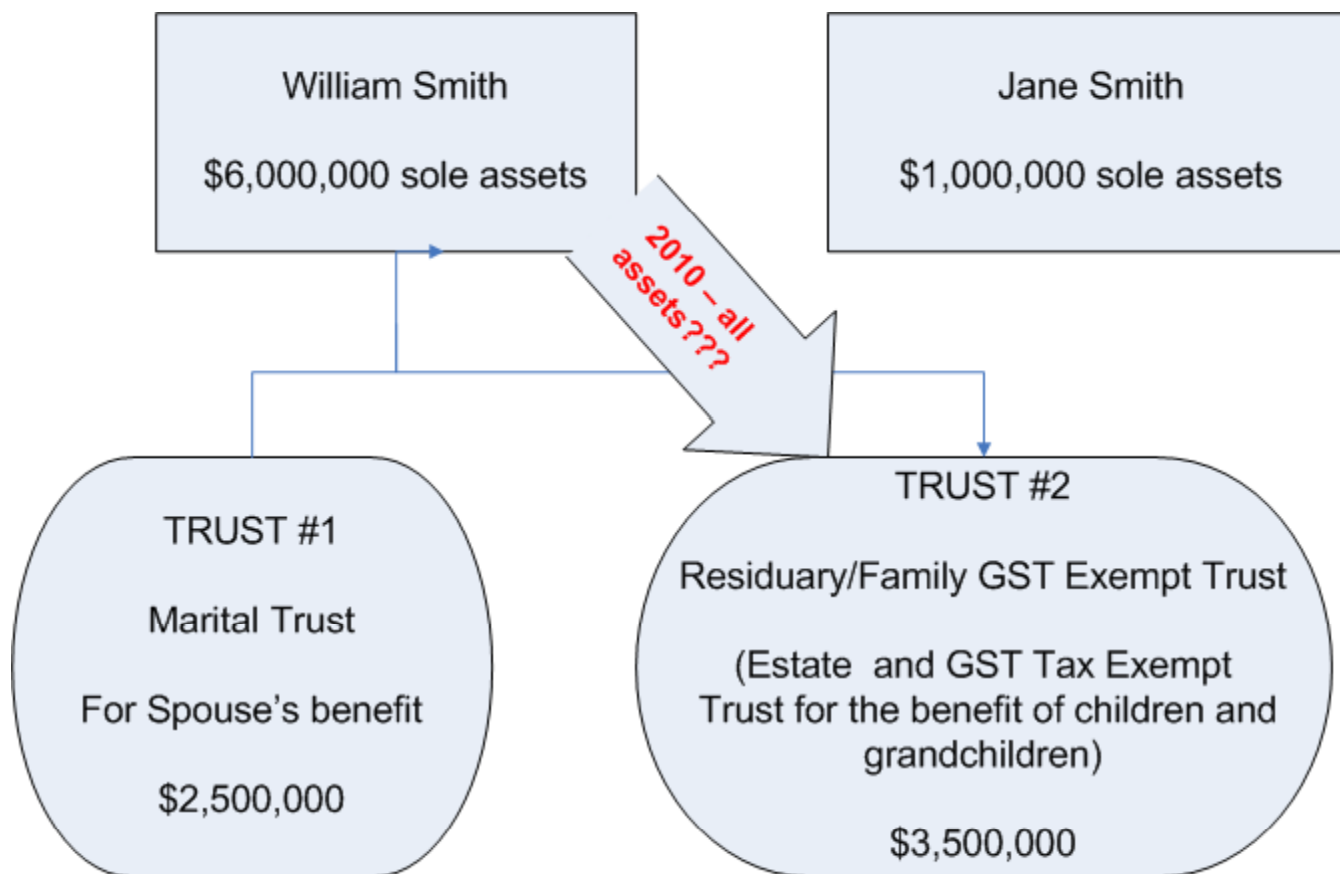 William Smith
$6,000,000 sole assets
Jane Smith
$1,000,000 sole assets
2010 – all
assets???
TRUST #1
Marital Trust
For Spouse's benefit
$2,500,000
TRUST #2
Residuary/Family GST Exempt Trust
(Estate and GST Tax Exempt
Trust for the benefit of children and
grandchildren)
$3,500,000